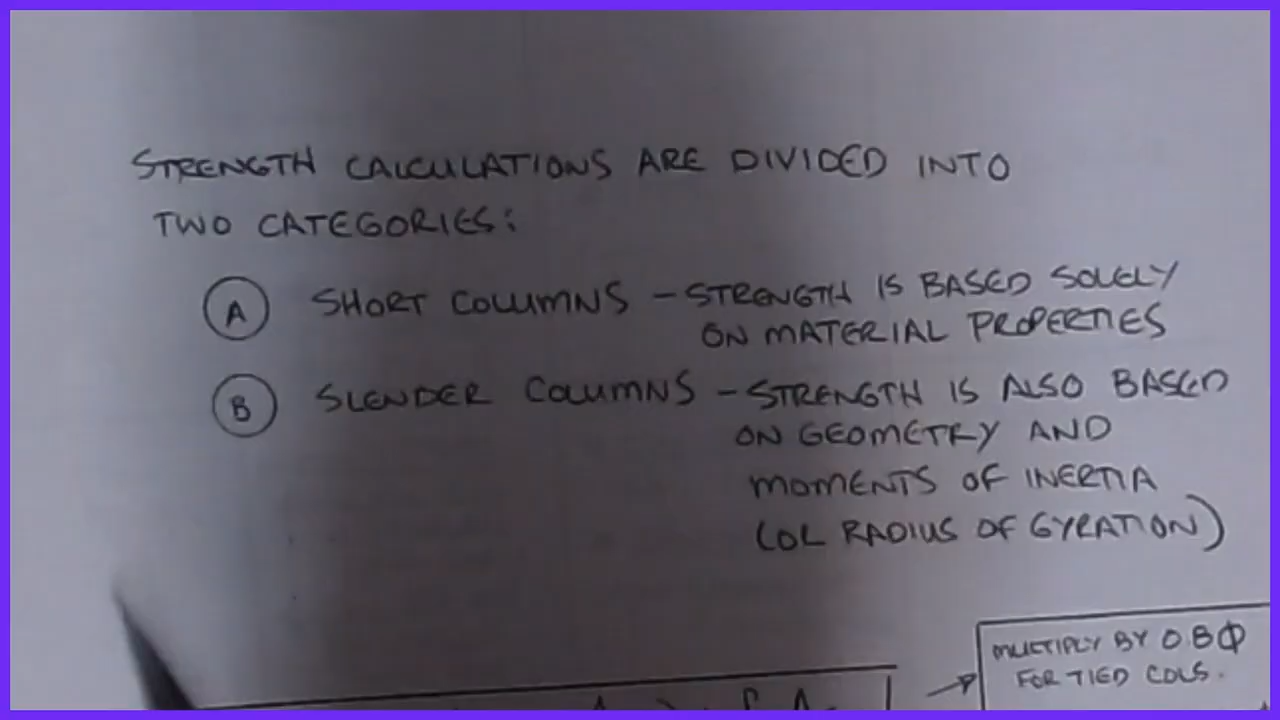 STRENGTH CALCULATIONS ARE DIVIDED INTO
TWO CATEGORIES:
A SHORT COLUMNS - STRENGTH IS BASED SOLELY
ON MATERIAL PROPERTIES
B SLENDER COLUMNS - STRENGTH IS ALSO BASED
ON GEOMETRY AND
MOMENTS OF INERTIA
(OR RADIUS OF GYRATION)
MULTIPLY BY 0.8Φ
FOR TIED COLS.